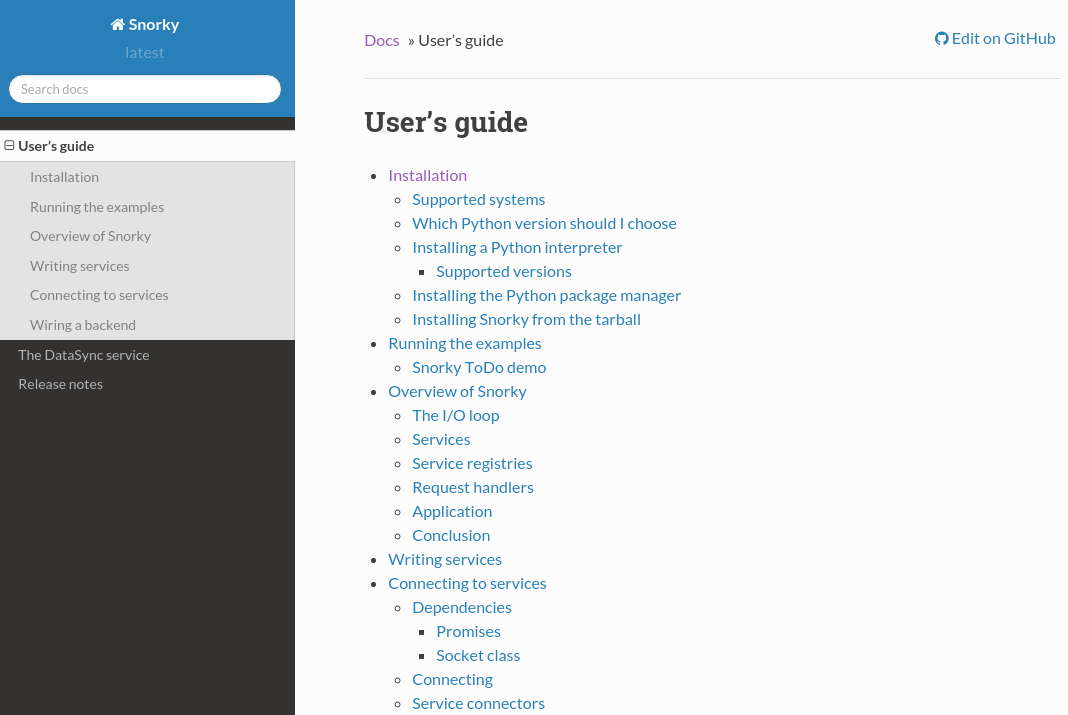 Snorky
latest
Search docs
User’s guide
Installation
Running the examples
Overview of Snorky
Writing services
Connecting to services
Wiring a backend
The DataSync service
Release notes
Docs » User’s guide
Edit on GitHub
User’s guide
Installation
Supported systems
Which Python version should I choose
Installing a Python interpreter
Supported versions
Installing the Python package manager
Installing Snorky from the tarball
Running the examples
Snorky ToDo demo
Overview of Snorky
The I/O loop
Services
Service registries
Request handlers
Application
Conclusion
Writing services
Connecting to services
Dependencies
Promises
Socket class
Connecting
Service connectors